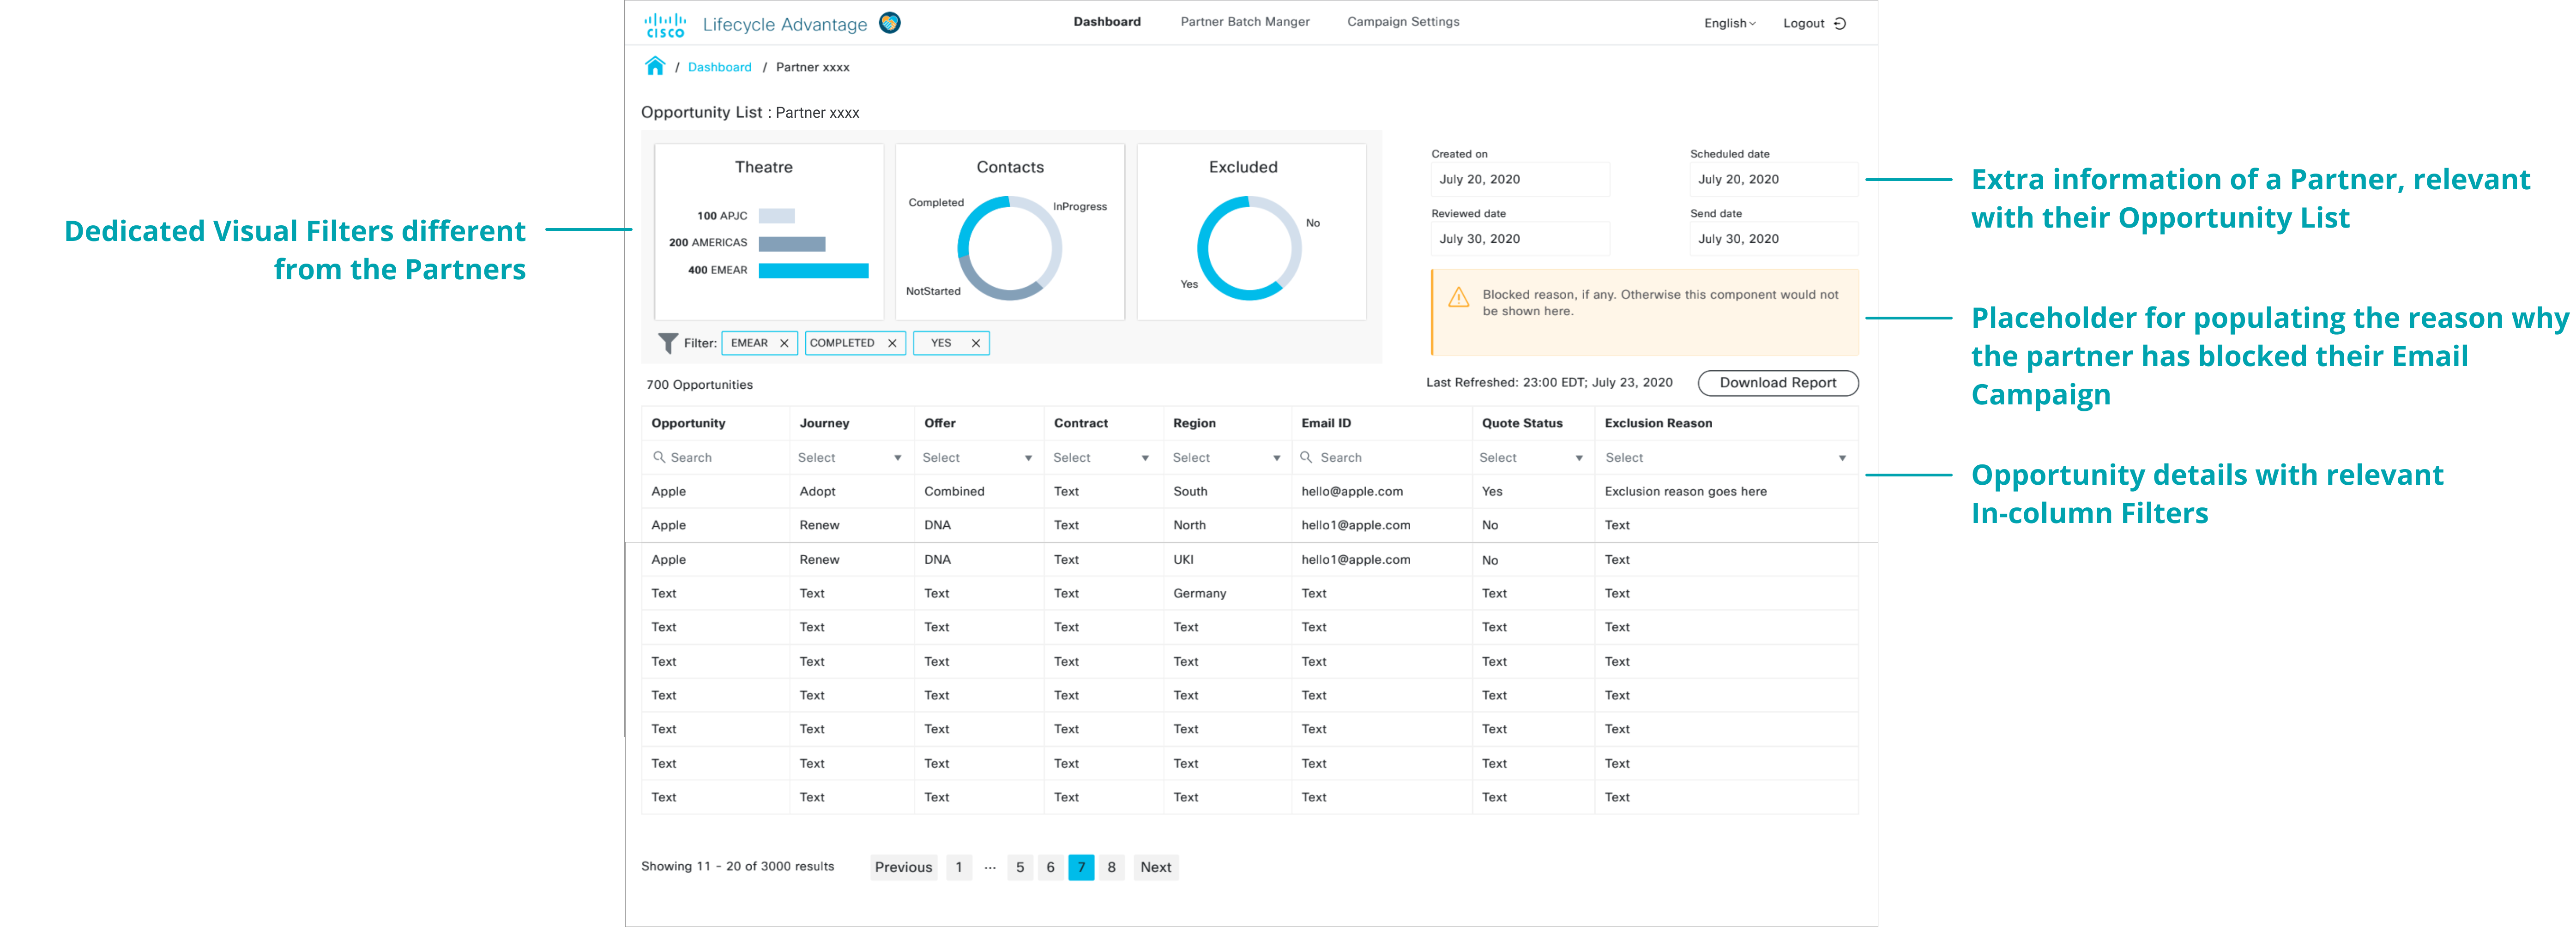 CISCO Lifecycle Advantage Dashboard Partner Batch Manger Campaign Settings English Logout
/ Dashboard / Partner xxxx
Opportunity List : Partner xxxx
Dedicated Visual Filters different
from the Partners
Theatre
100 APJC
200 AMERICAS
400 EMEAR
Contacts
Completed
InProgress
NotStarted
Excluded
No
Yes
Filter: EMEAR COMPLETED YES
Created on
July 20, 2020
Scheduled date
July 20, 2020
Reviewed date
July 30, 2020
Send date
July 30, 2020
Extra information of a Partner, relevant
with their Opportunity List
Blocked reason, if any. Otherwise this component would not
be shown here.
Placeholder for populating the reason why
the partner has blocked their Email
Campaign
700 Opportunities
Last Refreshed: 23:00 EDT; July 23, 2020 Download Report
Opportunity Journey Offer Contract Region Email ID Quote Status Exclusion Reason
Search Select Select Select Select Search Select Select
Apple Adopt Combined Text South hello@apple.com Yes Exclusion reason goes here
Apple Renew DNA Text North hello1@apple.com No Text
Apple Renew DNA Text UKI hello1@apple.com No Text
Text Text Text Text Germany Text Text Text
Text Text Text Text Text Text Text Text
Text Text Text Text Text Text Text Text
Text Text Text Text Text Text Text Text
Text Text Text Text Text Text Text Text
Text Text Text Text Text Text Text Text
Text Text Text Text Text Text Text Text
Opportunity details with relevant
In-column Filters
Showing 11 - 20 of 3000 results Previous 1 ... 5 6 7 8 Next